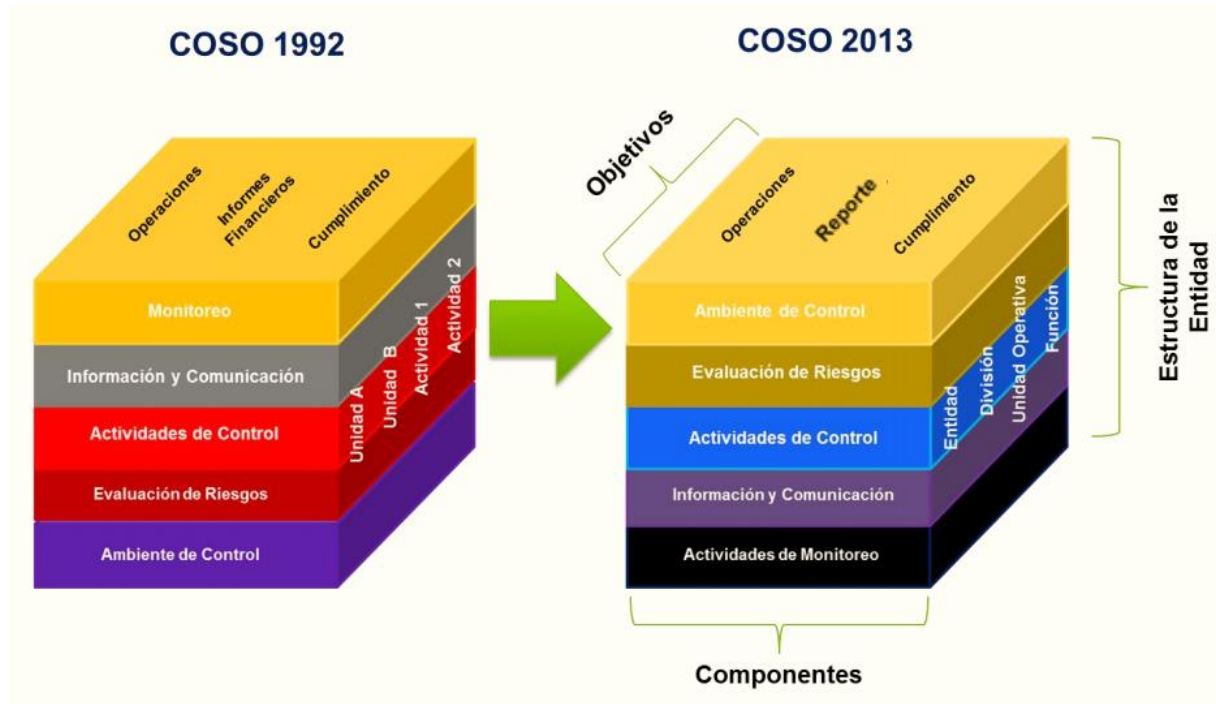 COSO 1992
COSO 2013
Operaciones
Informes
Financieros
Cumplimiento
Monitoreo
Información y Comunicación
Actividades de Control
Evaluación de Riesgos
Ambiente de Control
Unidad A
Unidad B
Actividad 1
Actividad 2
Objetivos
Operaciones
Reporte
Cumplimiento
Ambiente de Control
Evaluación de Riesgos
Actividades de Control
Información y Comunicación
Actividades de Monitoreo
Entidad
División
Unidad Operativa
Función
Estructura de la
Entidad
Componentes